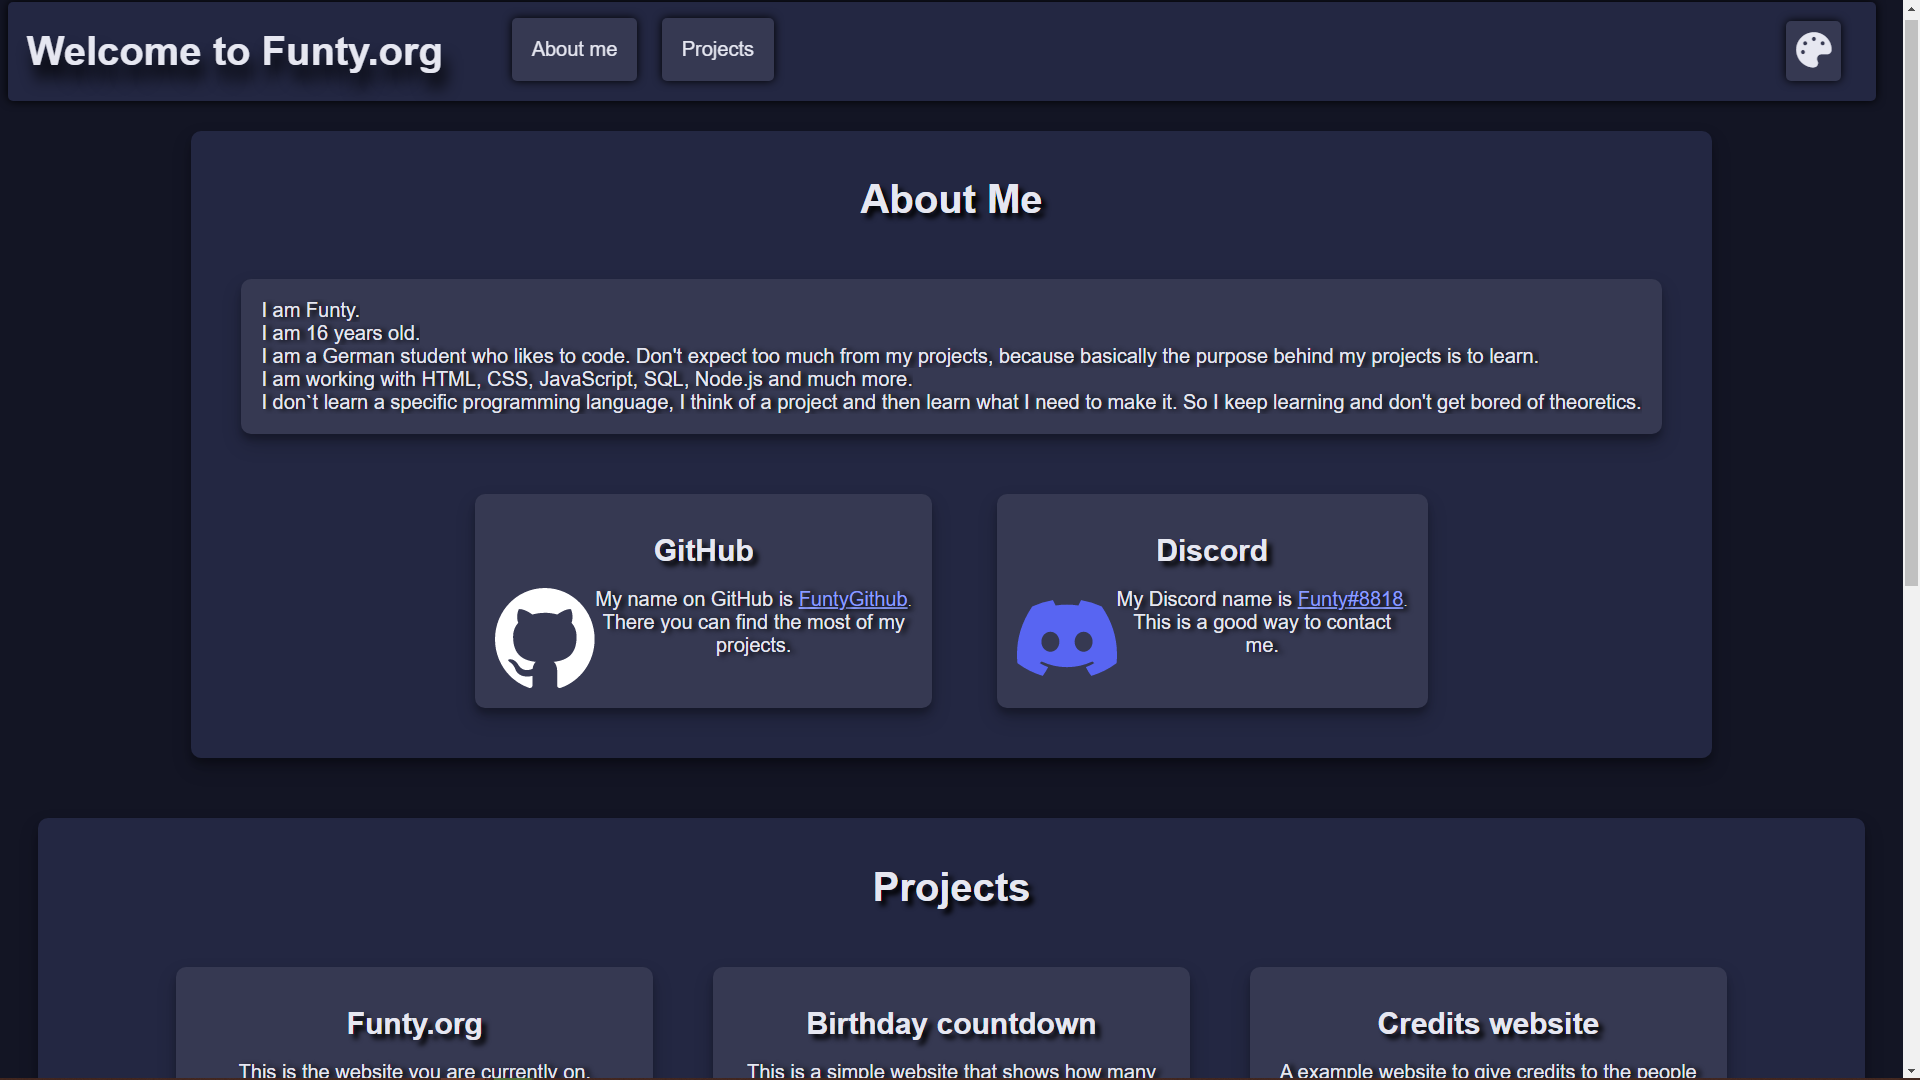 Welcome to Funty.org
About me
Projects
About Me
I am Funty.
I am 16 years old.
I am a German student who likes to code. Don't expect too much from my projects, because basically the purpose behind my projects is to learn.
I am working with HTML, CSS, JavaScript, SQL, Node.js and much more.
I don`t learn a specific programming language, I think of a project and then learn what I need to make it. So I keep learning and don't get bored of theoretics.
GitHub
My name on GitHub is FuntyGithub.
There you can find the most of my
projects.
Discord
My Discord name is Funty#8818.
This is a good way to contact
me.
Projects
Funty.org
This is the website you are currently on.
Birthday countdown
This is a simple website that shows how many
Credits website
A example website to give credits to the people